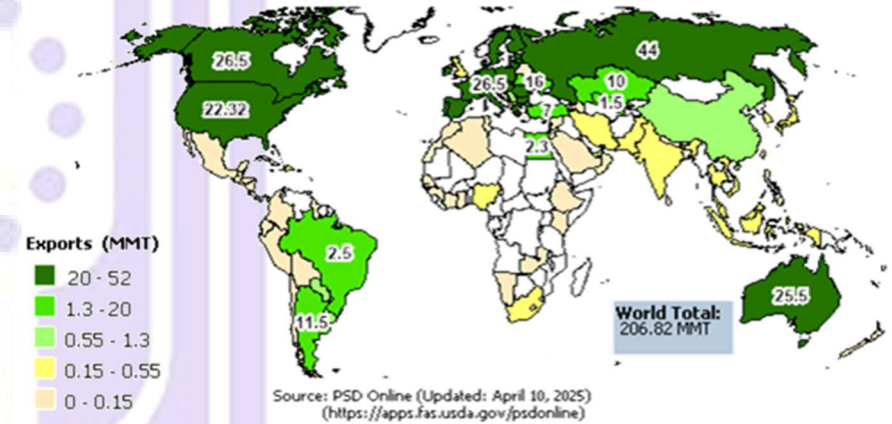 26.5
44
22.32
26.5
16
10
1.5
7
2.3
2.5
11.5
25.5
Exports (MMT)
20 - 52
1.3 -20
0.55 - 1.3
0.15 - 0.55
0 - 0.15
World Total:
206.82 MMT
Source: PSD Online (Updated: April 10, 2025)
(https://apps.fas.usda.gov/psdonline)